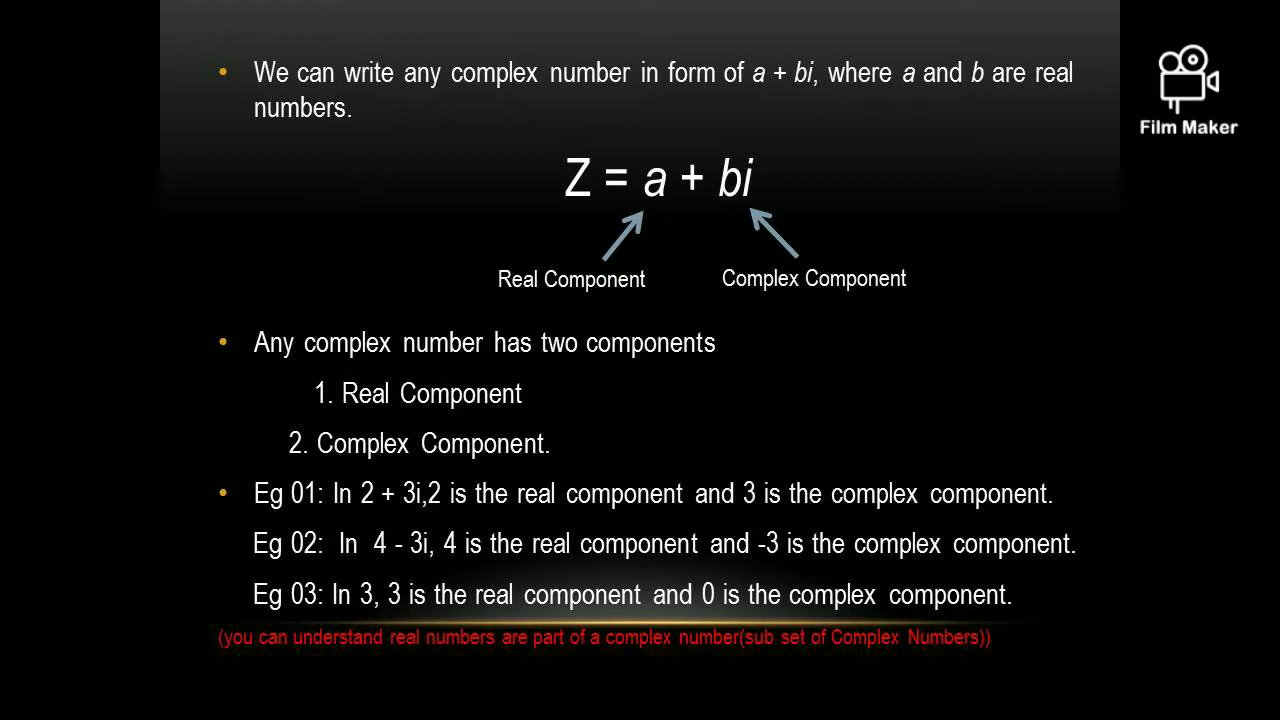 • We can write any complex number in form of a + bi, where a and b are real
numbers.
Film Maker
Z = a + bi
Real Component
Complex Component
• Any complex number has two components
1. Real Component
2. Complex Component.
• Eg 01: In 2 + 3i,2 is the real component and 3 is the complex component.
Eg 02: In 4 - 3i, 4 is the real component and -3 is the complex component.
Eg 03: In 3, 3 is the real component and 0 is the complex component.
(you can understand real numbers are part of a complex number(sub set of Complex Numbers))